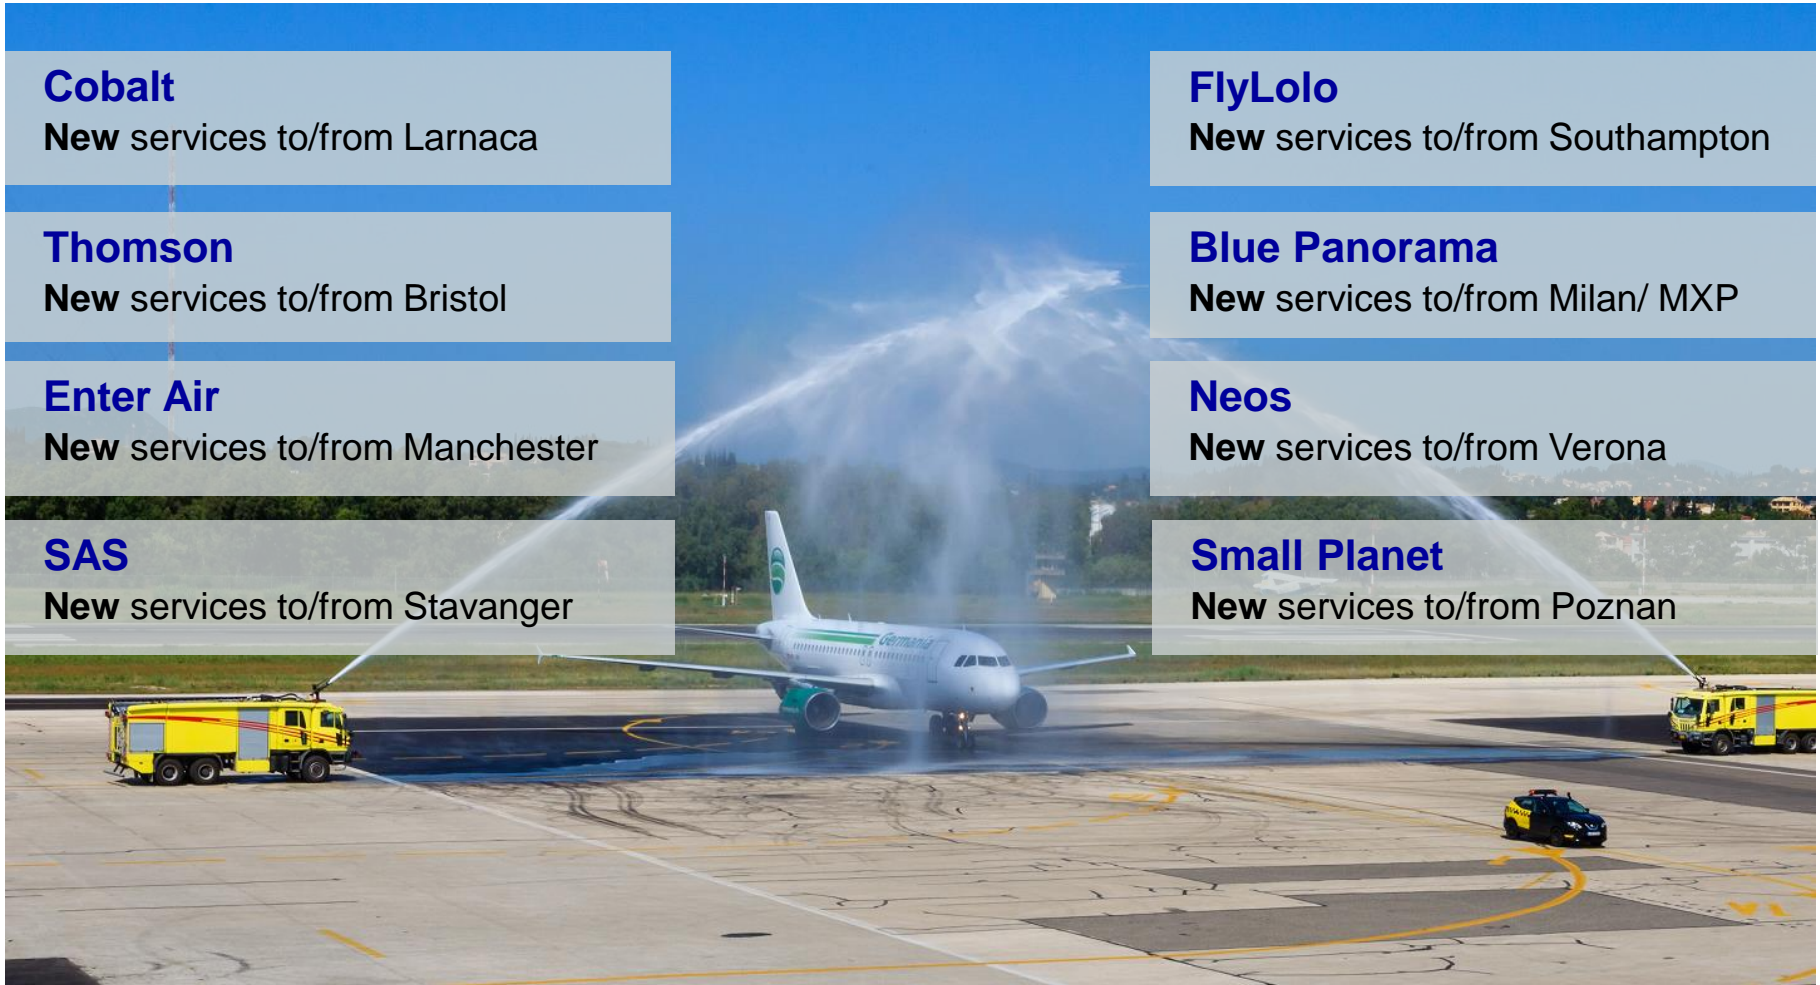 Cobalt
New services to/from Larnaca
Thomson
New services to/from Bristol
Enter Air
New services to/from Manchester
SAS
New services to/from Stavanger
FlyLolo
New services to/from Southampton
Blue Panorama
New services to/from Milan/ MXP
Neos
New services to/from Verona
Small Planet
New services to/from Poznan
Germania